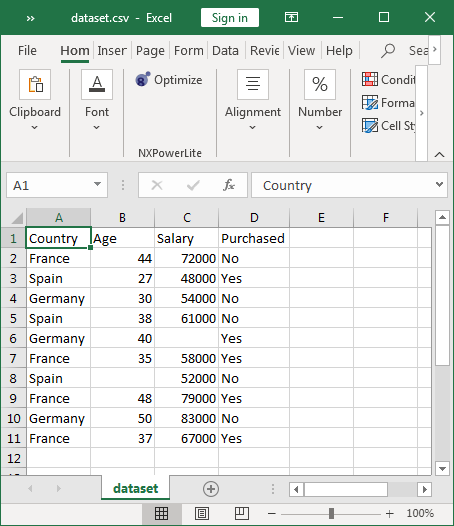 » dataset.csv - Excel Sign in
File Hom Inser Page Form Data Revie View Sea
Clipboard Font Optimize Alignment % Number Condit
Forma
Cell Sty
NXPowerLite
A1 fx Country
A B C D E F
1 Country Age Salary Purchased
2 France 44 72000 No
3 Spain 27 48000 Yes
4 Germany 30 54000 No
5 Spain 38 61000 No
6 Germany 40 Yes
7 France 35 58000 Yes
8 Spain 52000 No
9 France 48 79000 Yes
10 Germany 50 83000 No
11 France 37 67000 Yes
12
dataset
100%